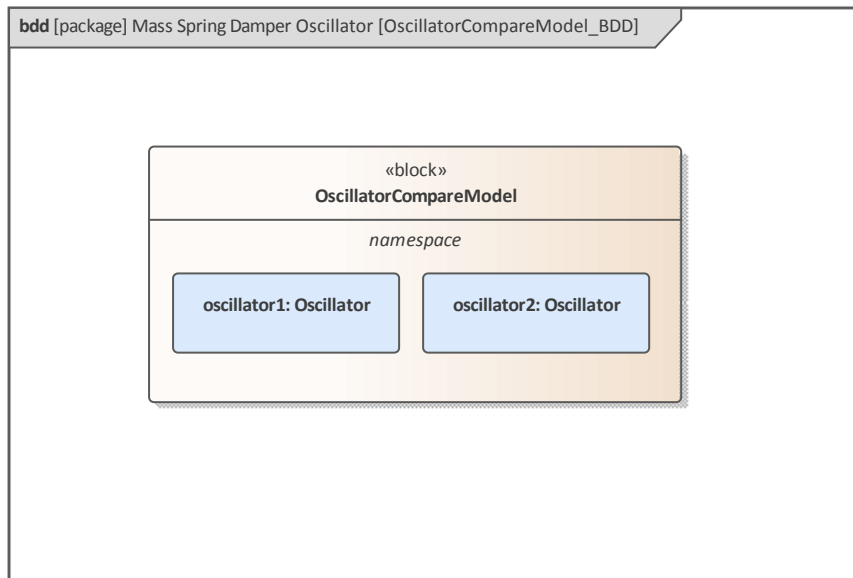 bdd [package] Mass Spring Damper Oscillator [OscillatorCompareModel_BDD]
«block»
OscillatorCompareModel
namespace
oscillator1: Oscillator
oscillator2: Oscillator